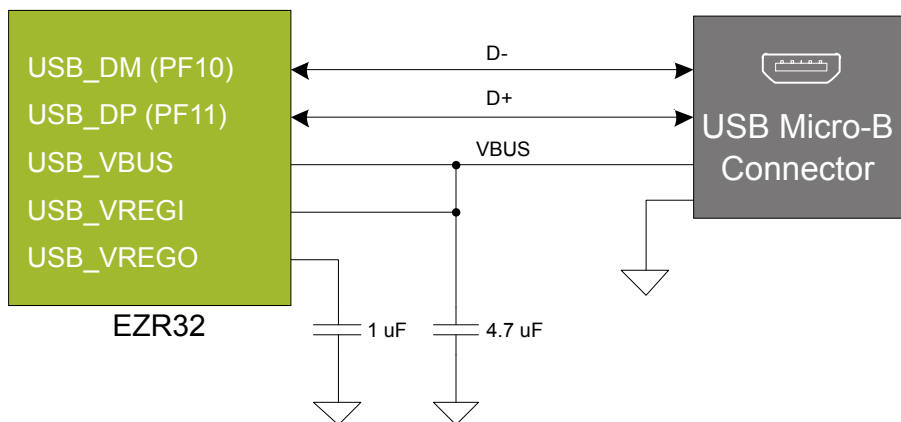 USB_DM (PF10)
USB_DP (PF11)
USB_VBUS
USB_VREGI
USB_VREGO
EZR32
D-
D+
VBUS
USB Micro-B
Connector
1 uF
4.7 uF